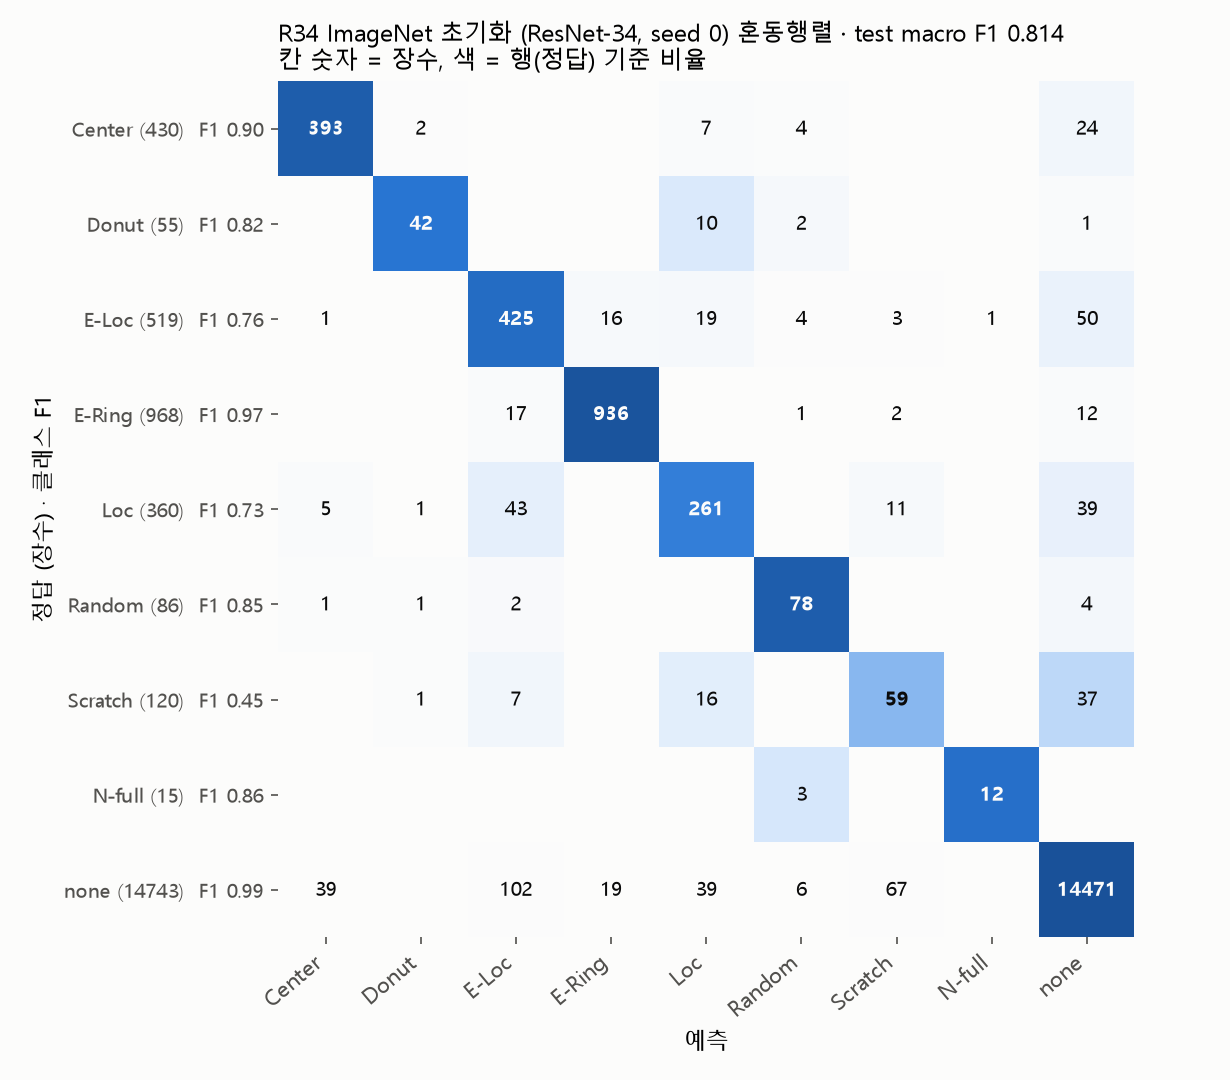 R34 ImageNet 초기화 (ResNet-34, seed 0) 혼동행렬 · test macro F1 0.814
칸 숫자 = 장수, 색 = 행(정답) 기준 비율
정답 (장수) · 클래스 F1
Center (430) F1 0.90 393 2 7 4 24
Donut (55) F1 0.82 42 10 2 1
E-Loc (519) F1 0.76 1 425 16 19 4 3 1 50
E-Ring (968) F1 0.97 17 936 1 2 12
Loc (360) F1 0.73 5 1 43 261 11 39
Random (86) F1 0.85 1 1 2 78 4
Scratch (120) F1 0.45 1 7 16 59 37
N-full (15) F1 0.86 3 12
none (14743) F1 0.99 39 102 19 39 6 67 14471
Center Donut E-Loc E-Ring Loc Random Scratch N-full none
예측